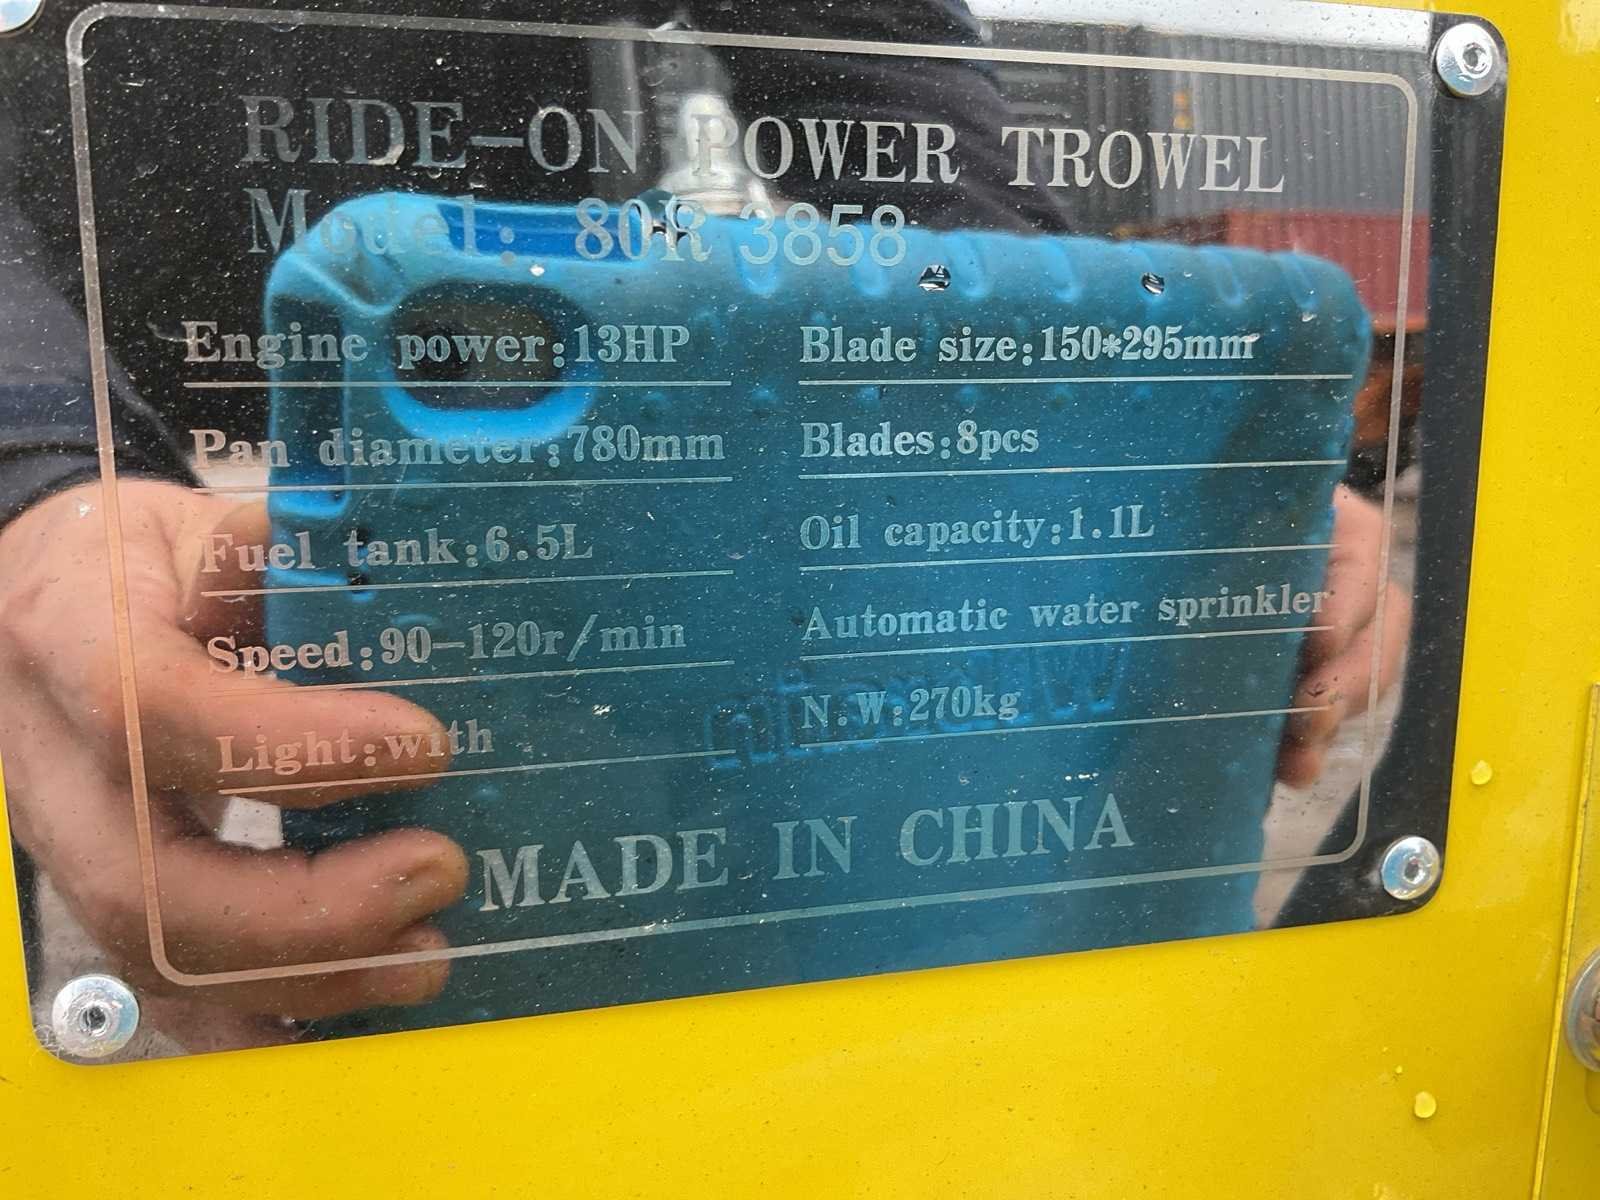 RIDE-ON POWER TROWEL
Model: 80R 3858
Engine power:13HP
Blade size:150*295mm
Pan diameter:780mm
Blades:8pcs
Fuel tank:6.5L
Oil capacity:1.1L
Speed:90-120r/min
Automatic water sprinkler
Light:with
N.W:270kg
MADE IN CHINA